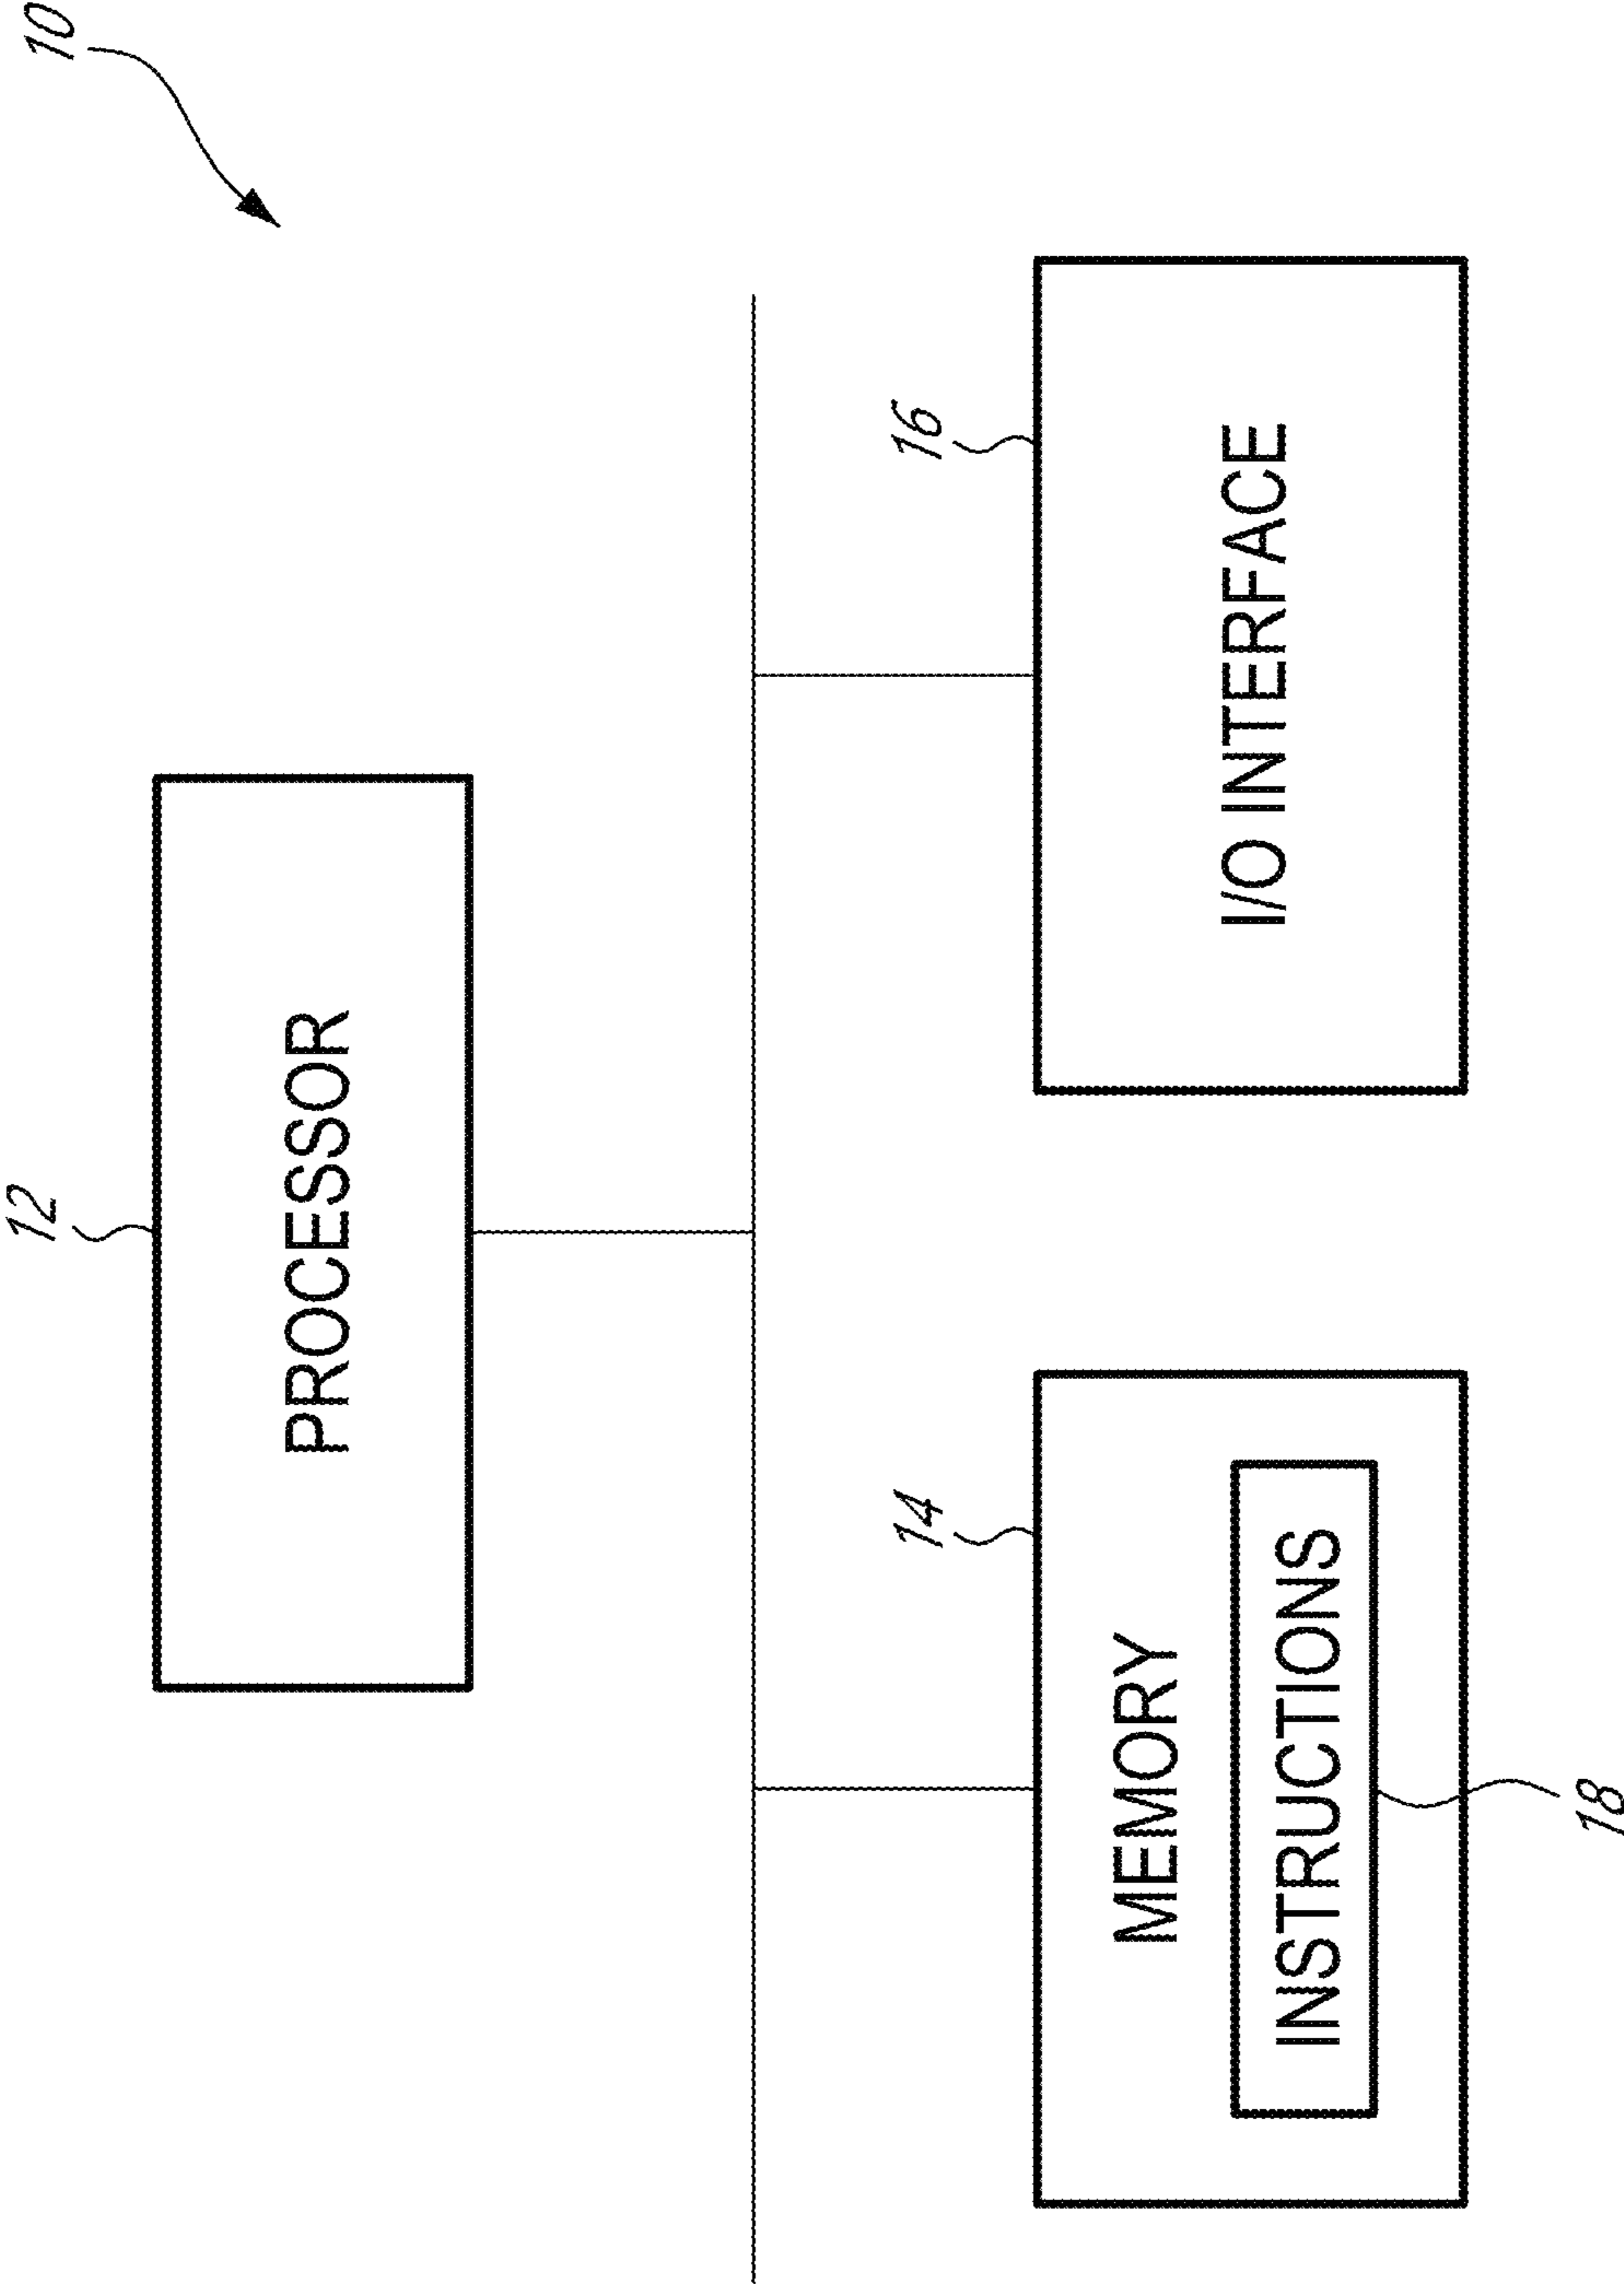 10
12
PROCESSOR
14
16
MEMORY
I/O INTERFACE
INSTRUCTIONS
18